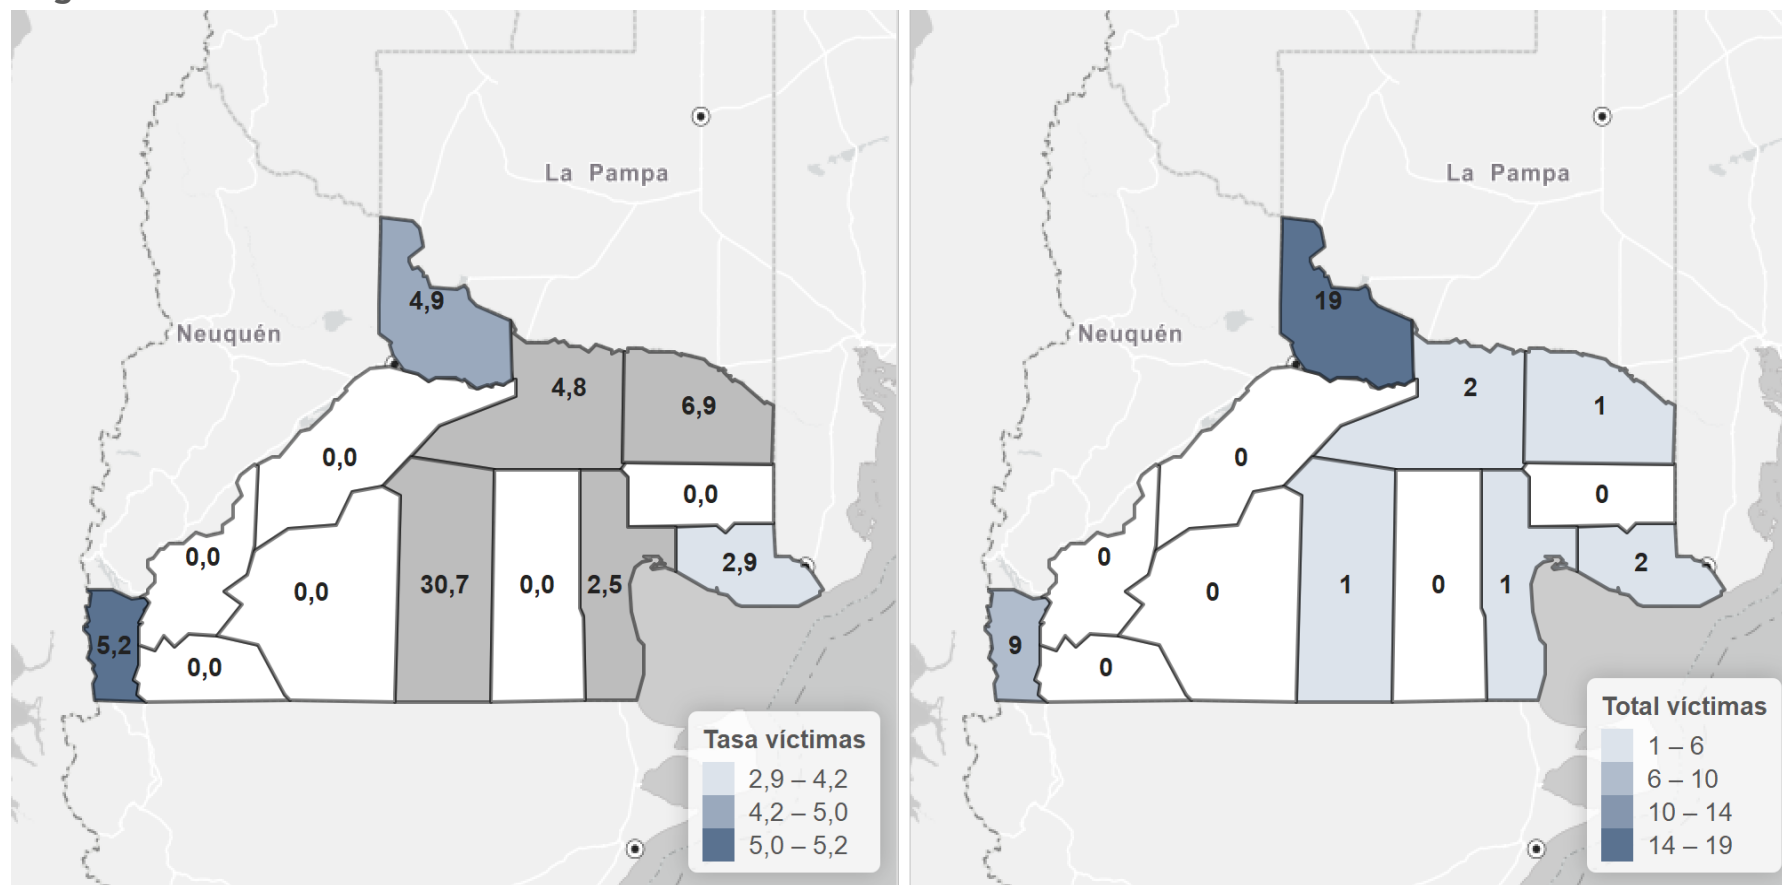 La Pampa
4,9
Neuquén
4,8
6,9
0,0
0,0
0,0
2,9
0,0
30,7
0,0
2,5
5,2
0,0
Tasa víctimas
2,9 – 4,2
4,2 – 5,0
5,0 – 5,2
La Pampa
19
Neuquén
2
1
0
0
0
2
0
1
0
1
9
0
Total víctimas
1 – 6
6 – 10
10 – 14
14 – 19